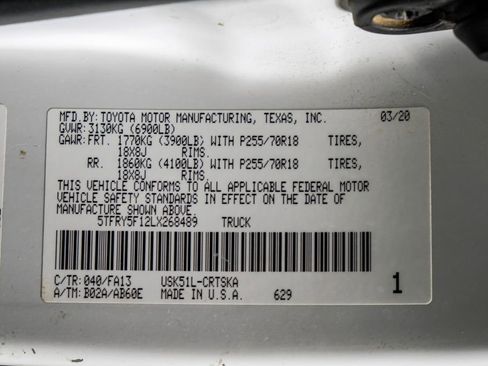 MFD.BY:TOYOTA MOTOR MANUFACTURING, TEXAS, INC. 03/20
GVWR:3130KG (6900LB)
GAWR:FRT. 1770KG (3900LB) WITH P255/70R18 TIRES,
18X8J RIMS.
RR. 1860KG (4100LB) WITH P255/70R18 TIRES,
18X8J RIMS.
THIS VEHICLE CONFORMS TO ALL APPLICABLE FEDERAL MOTOR
VEHICLE SAFETY STANDARDS IN EFFECT ON THE DATE OF
MANUFACTURE SHOWN ABOVE.
5TFRY5F12LX268489 TRUCK
C/TR:040/FA13 USK51L-CRTSKA
A/TM:B02A/AB60E MADE IN U.S.A. 629 1